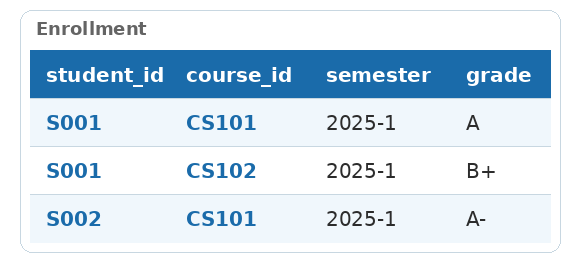 Enrollment
student_id course_id semester grade
S001 CS101 2025-1 A
S001 CS102 2025-1 B+
S002 CS101 2025-1 A-